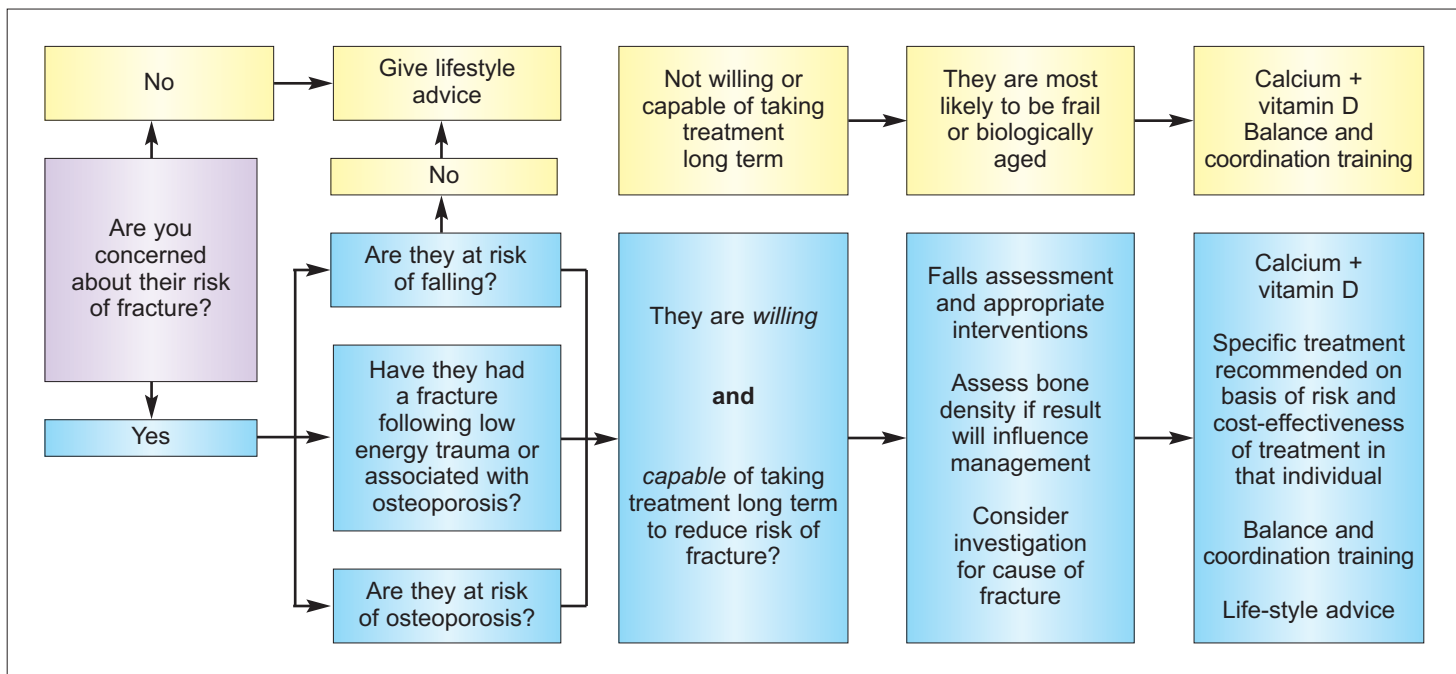 No
Give lifestyle
advice
Not willing or
capable of taking
treatment
long term
They are most
likely to be frail
or biologically
aged
Calcium +
vitamin D
Balance and
coordination training
No
Are you
concerned
about their risk
of fracture?
Yes
Are they at risk
of falling?
Have they had
a fracture
following low
energy trauma or
associated with
osteoporosis?
Are they at risk
of osteoporosis?
They are willing
and
capable of taking
treatment long term
to reduce risk of
fracture?
Falls assessment
and appropriate
interventions
Assess bone
density if result
will influence
management
Consider
investigation
for cause of
fracture
Calcium +
vitamin D
Specific treatment
recommended on
basis of risk and
cost-effectiveness
of treatment in
that individual
Balance and
coordination training
Life-style advice